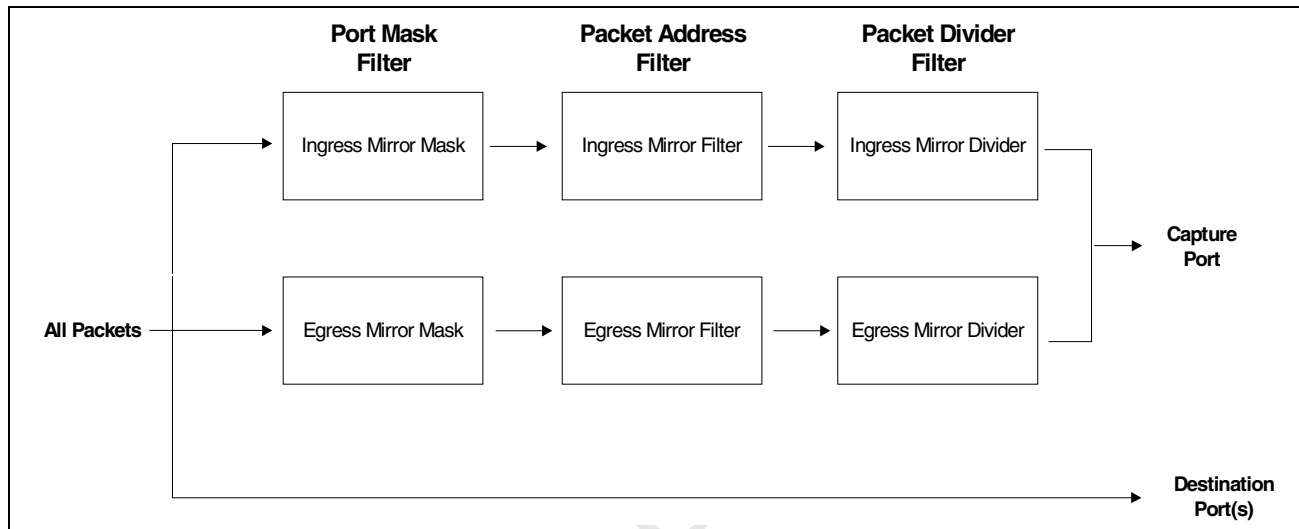 Port Mask
Filter
Packet Address
Filter
Packet Divider
Filter
Ingress Mirror Mask
Ingress Mirror Filter
Ingress Mirror Divider
Capture
Port
All Packets
Egress Mirror Mask
Egress Mirror Filter
Egress Mirror Divider
Destination
Port(s)